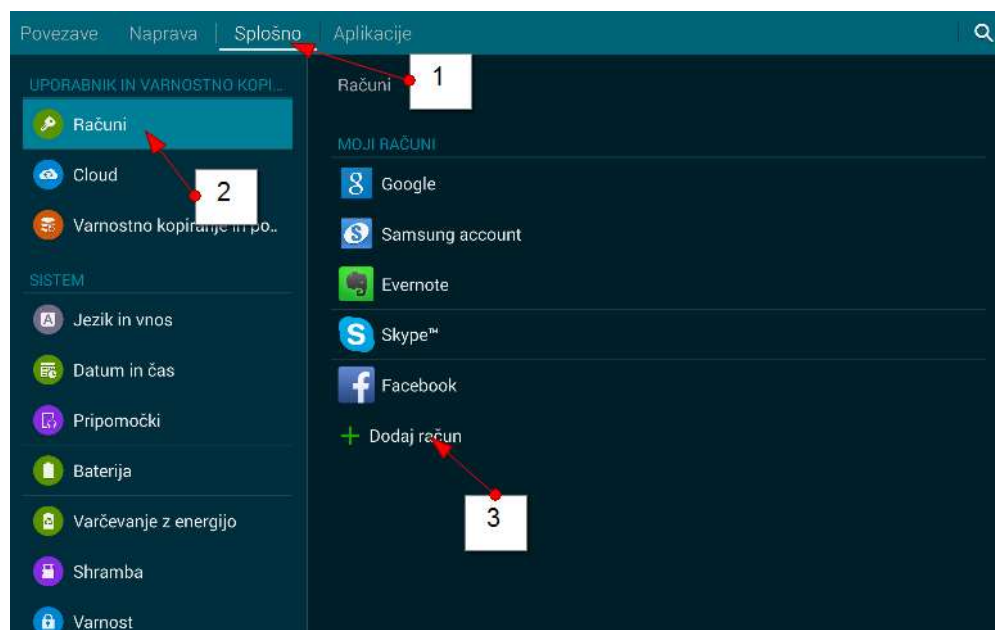 Povezave Naprava Splošno Aplikacije
1
UPORABNIK IN VARNOSTNO KOPI...
Računi
2
Cloud
Varnostno kopiranje in po..
SISTEM
Jezik in vnos
Datum in čas
Pripomočki
Baterija
Varčevanje z energijo
Shramba
Varnost
Računi
MOJI RAČUNI
Google
Samsung account
Evernote
Skype™
Facebook
Dodaj račun
3